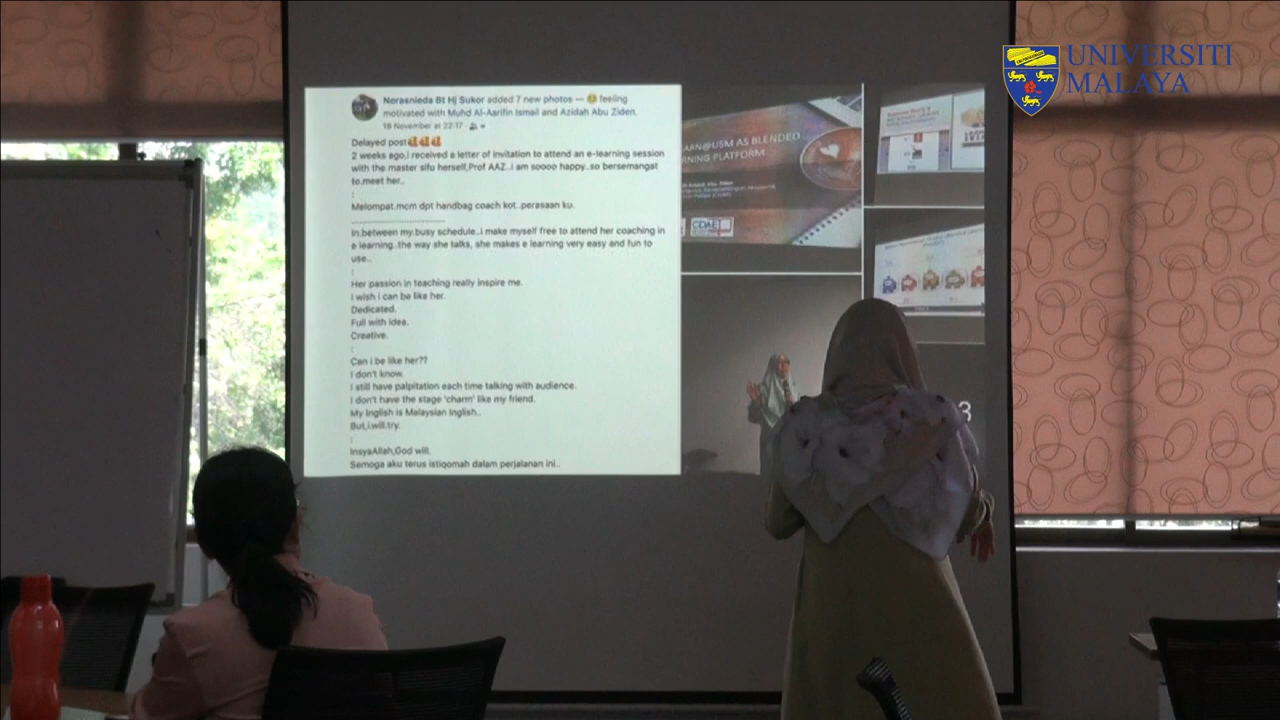 UNIVERSITI
MALAYA
Norasnieda Bt Hj Sukor added 7 new photos — feeling
motivated with Muhd Al-Aarifin Ismail and Azidah Abu Ziden.
18 November at 22:17
Delayed post
2 weeks ago,i received a letter of invitation to attend an e-learning session
with the master sifu herself,Prof AAZ..i am soooo happy..so bersemangat
to.meet her..
:
Melompat.mcm dpt handbag coach kot..perasaan ku.
In.between my.busy schedule..i make myself free to attend her coaching in
e learning..the way she talks, she makes e learning very easy and fun to
use..
:
Her passion in teaching really inspire me.
I wish i can be like her.
Dedicated.
Full with idea.
Creative.
:
Can i be like her??
I don't know.
I still have palpitation each time talking with audience.
I don't have the stage 'charm' like my friend.
My Inglish is Malaysian Inglish..
But,i.will.try.
:
InsyaAllah,God will.
Semoga aku terus istiqomah dalam perjalanan ini..
@USM AS BLENDED
PLATFORM
CDAE
3